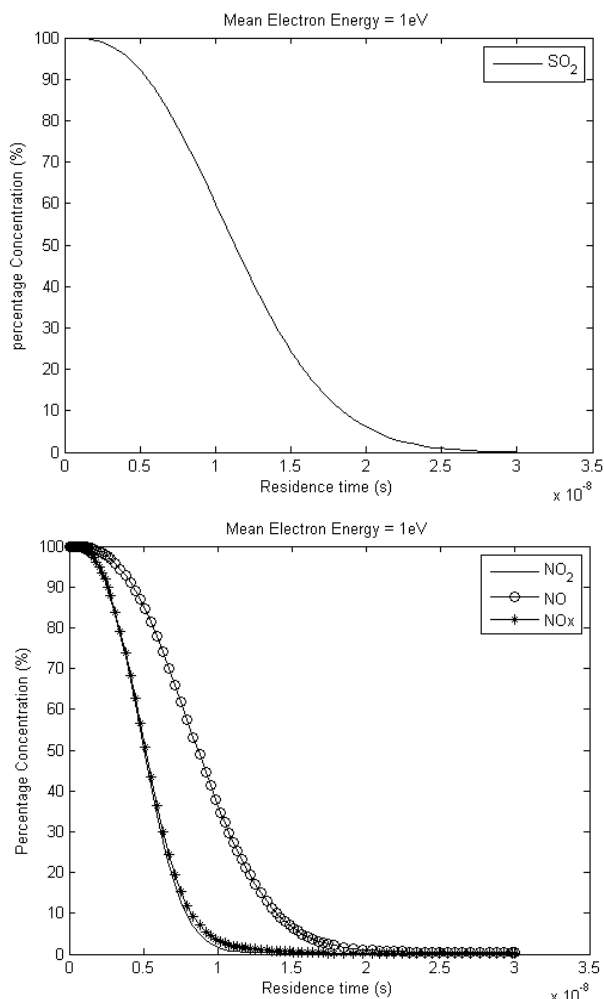 Mean Electron Energy = 1eV
100
90
80
70
60
50
40
30
20
10
0
percentage Concentration (%)
SO2
0 0.5 1 1.5 2 2.5 3 3.5
Residence time (s)
x 10-8
Mean Electron Energy = 1eV
100
90
80
70
60
50
40
30
20
10
0
Percentage Concentration (%)
NO2
NO
NOx
0 0.5 1 1.5 2 2.5 3 3.5
Residence time (s)
x 10-8